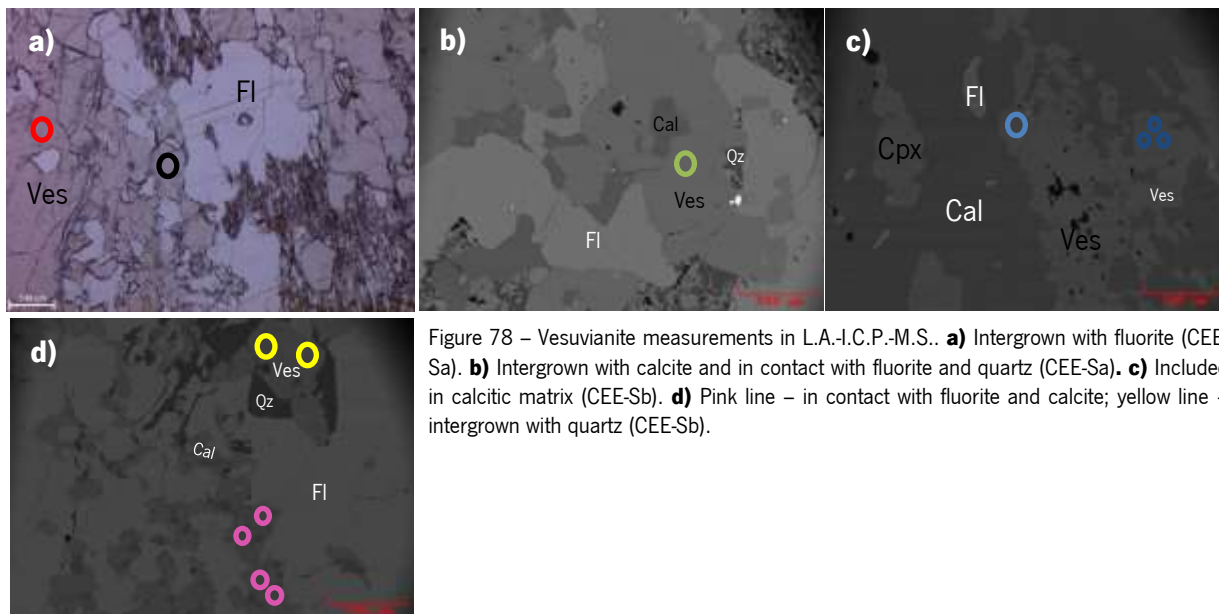 a)
Fl
Ves
b)
Cal
Qz
Ves
Fl
c)
Fl
Cpx
Cal
Ves
Ves
d)
Ves
Qz
Cal
Fl
Figure 78 – Vesuvianite measurements in L.A.-I.C.P.-M.S.. a) Intergrown with fluorite (CEE
Sa). b) Intergrown with calcite and in contact with fluorite and quartz (CEE-Sa). c) Include
in calcitic matrix (CEE-Sb). d) Pink line – in contact with fluorite and calcite; yellow line -
intergrown with quartz (CEE-Sb).